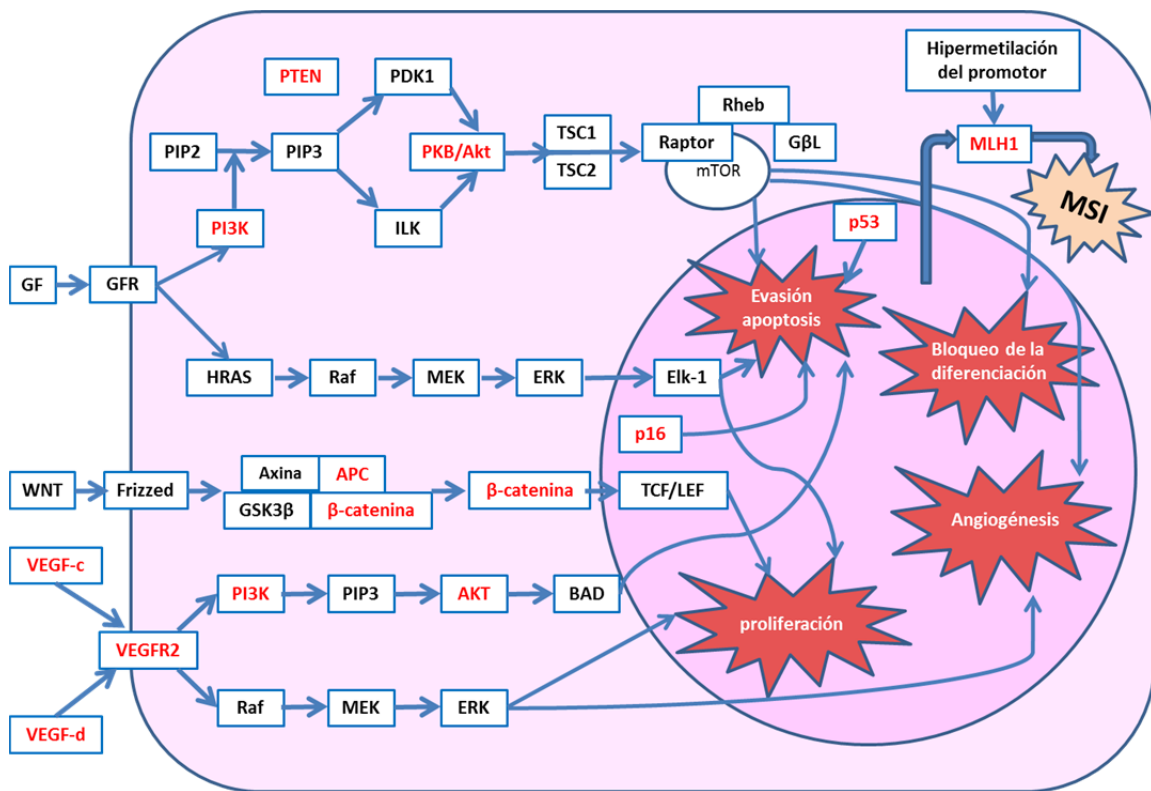 Hipermetilación
del promotor
PTEN
PDK1
Rheb
TSC1
Raptor
GβL
MLH1
PIP2
PIP3
PKB/Akt
TSC2
mTOR
MSI
PI3K
ILK
p53
GF
GFR
Evasión
apoptosis
Bloqueo de la
diferenciación
HRAS
Raf
MEK
ERK
Elk-1
p16
WNT
Frizzed
Axina
APC
GSK3β
β-catenina
β-catenina
TCF/LEF
Angiogénesis
VEGF-c
PI3K
PIP3
AKT
BAD
proliferación
VEGFR2
Raf
MEK
ERK
VEGF-d